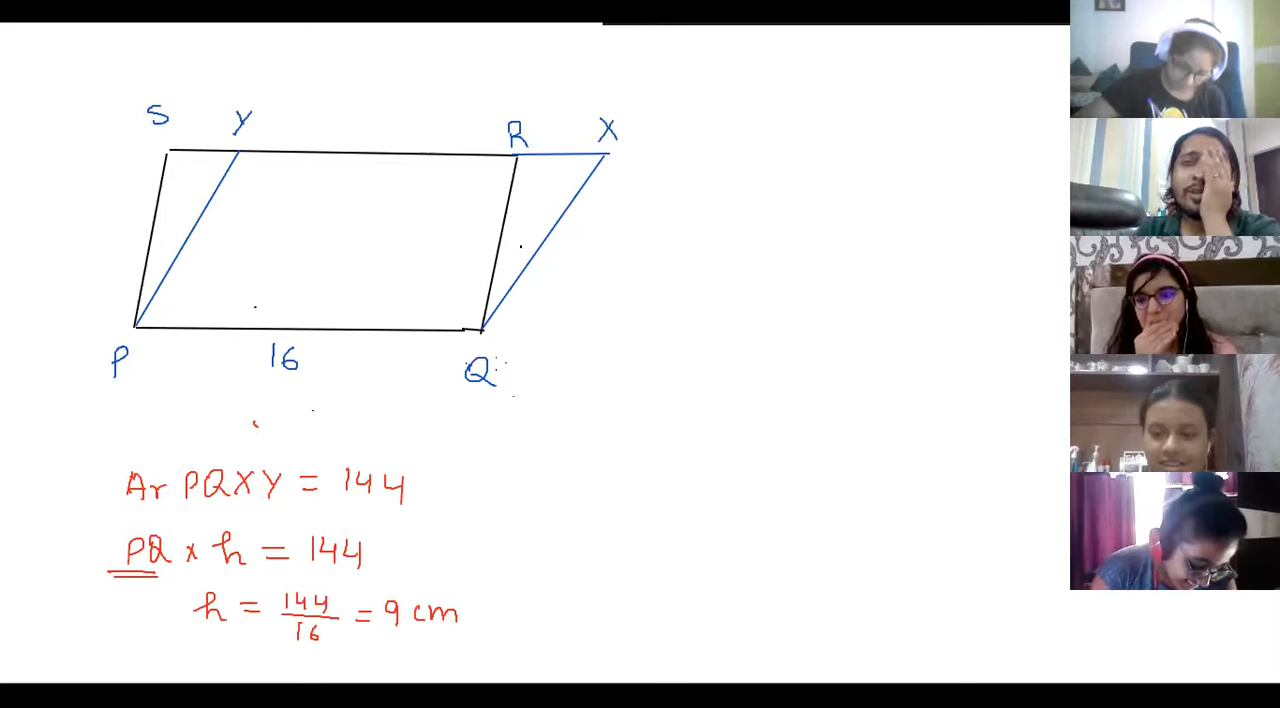 S Y R X
P 16 Q
Ar PQXY = 144
PQ × h = 144
h = 144/16 = 9 cm